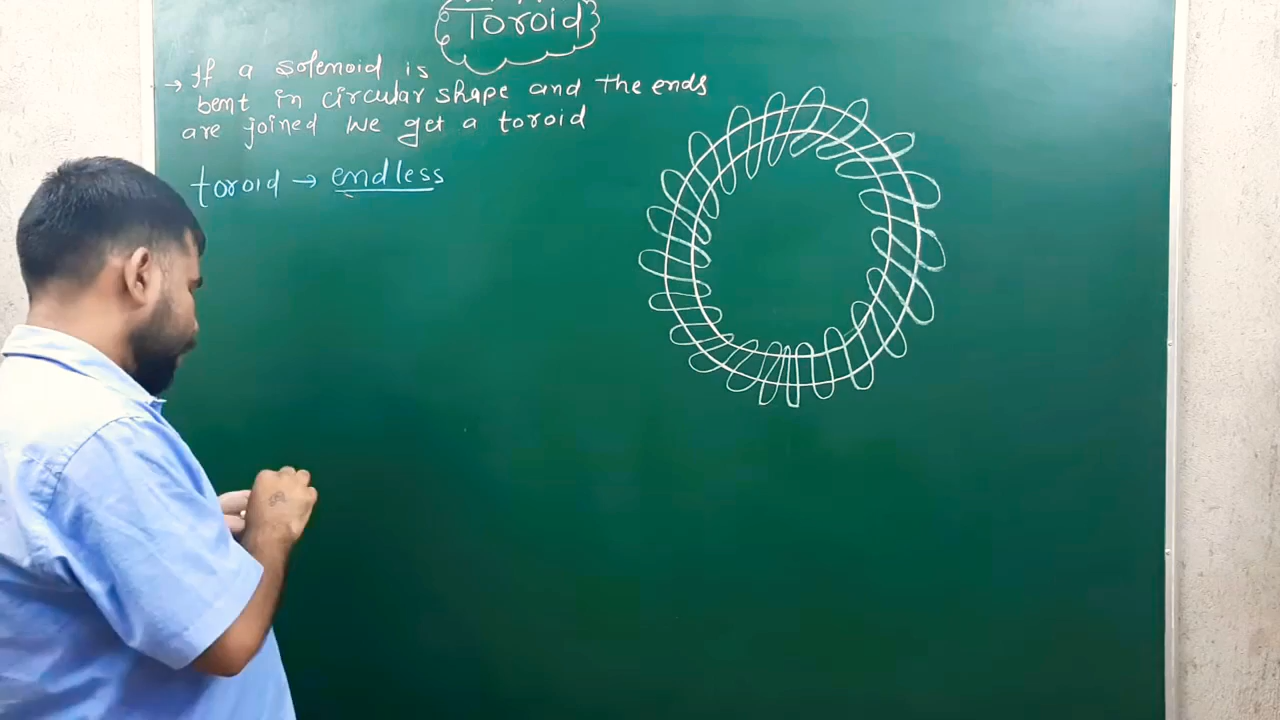 Toroid
→ If a solenoid is
bent in circular shape and the ends
are joined we get a toroid
toroid → endless